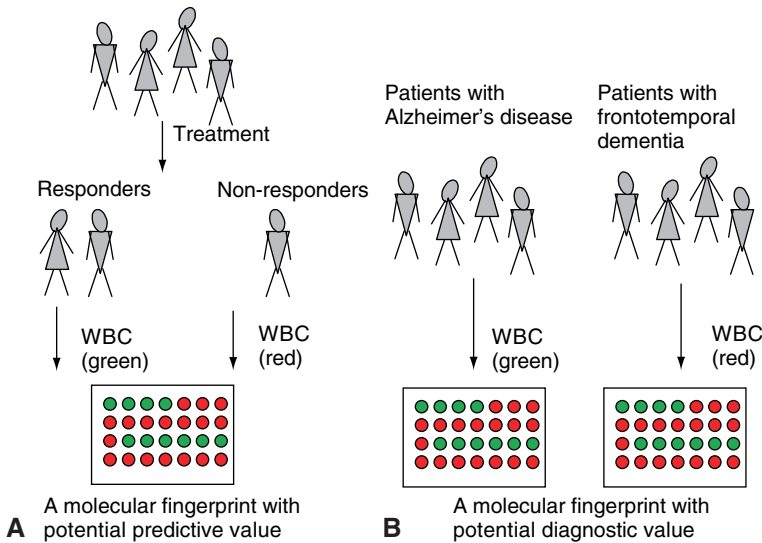 Treatment
Responders
Non-responders
WBC
(green)
WBC
(red)
A
A molecular fingerprint with
potential predictive value
Patients with
Alzheimer's disease
Patients with
frontotemporal
dementia
WBC
(green)
WBC
(red)
B
A molecular fingerprint with
potential diagnostic value